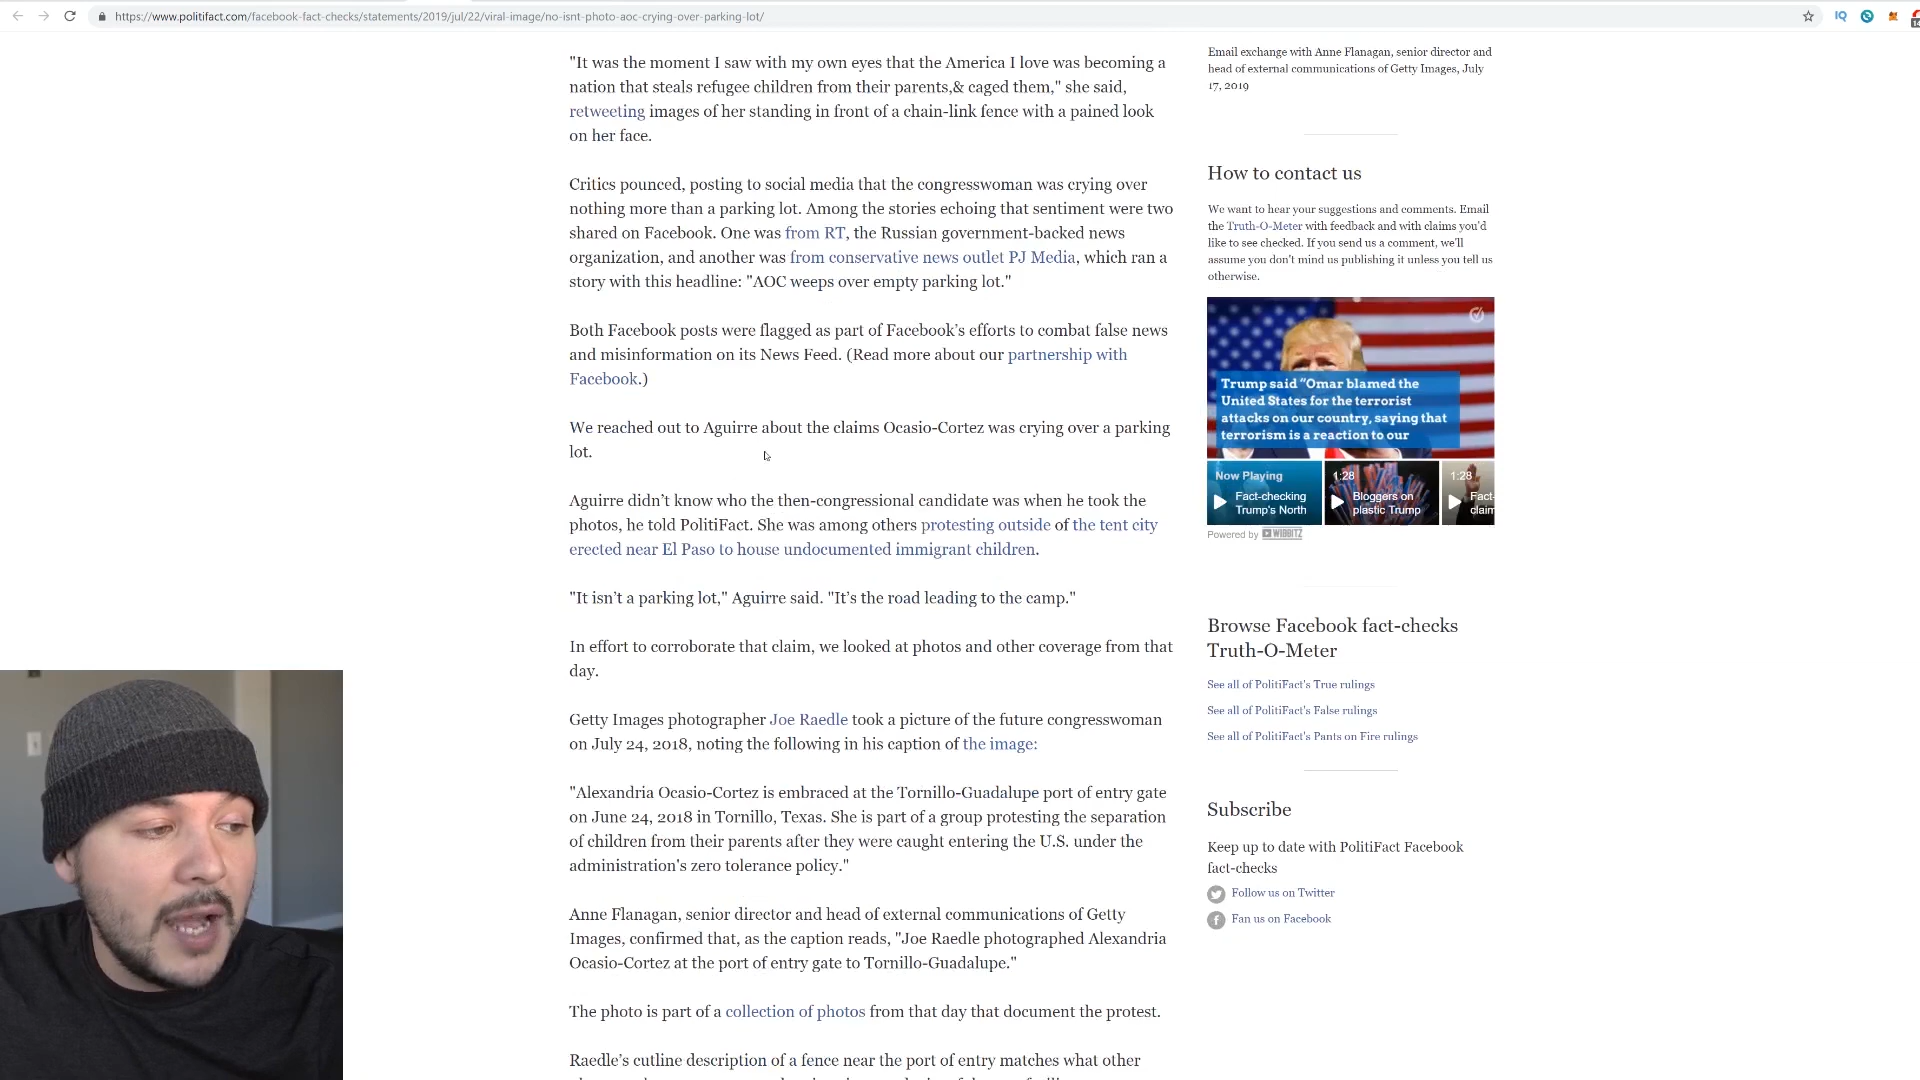 https://www.politifact.com/facebook-fact-checks/statements/2019/jul/22/viral-image/no-isnt-photo-aoc-crying-over-parking-lot/
IQ
"It was the moment I saw with my own eyes that the America I love was becoming a
nation that steals refugee children from their parents,& caged them," she said,
retweeting images of her standing in front of a chain-link fence with a pained look
on her face.
Critics pounced, posting to social media that the congresswoman was crying over
nothing more than a parking lot. Among the stories echoing that sentiment were two
shared on Facebook. One was from RT, the Russian government-backed news
organization, and another was from conservative news outlet PJ Media, which ran a
story with this headline: "AOC weeps over empty parking lot."
Both Facebook posts were flagged as part of Facebook’s efforts to combat false news
and misinformation on its News Feed. (Read more about our partnership with
Facebook.)
We reached out to Aguirre about the claims Ocasio-Cortez was crying over a parking
lot.
Aguirre didn’t know who the then-congressional candidate was when he took the
photos, he told PolitiFact. She was among others protesting outside of the tent city
erected near El Paso to house undocumented immigrant children.
"It isn’t a parking lot," Aguirre said. "It’s the road leading to the camp."
In effort to corroborate that claim, we looked at photos and other coverage from that
day.
Getty Images photographer Joe Raedle took a picture of the future congresswoman
on July 24, 2018, noting the following in his caption of the image:
"Alexandria Ocasio-Cortez is embraced at the Tornillo-Guadalupe port of entry gate
on June 24, 2018 in Tornillo, Texas. She is part of a group protesting the separation
of children from their parents after they were caught entering the U.S. under the
administration's zero tolerance policy."
Anne Flanagan, senior director and head of external communications of Getty
Images, confirmed that, as the caption reads, "Joe Raedle photographed Alexandria
Ocasio-Cortez at the port of entry gate to Tornillo-Guadalupe."
The photo is part of a collection of photos from that day that document the protest.
Raedle’s cutline description of a fence near the port of entry matches what other
Email exchange with Anne Flanagan, senior director and
head of external communications of Getty Images, July
17, 2019
How to contact us
We want to hear your suggestions and comments. Email
the Truth-O-Meter with feedback and with claims you'd
like to see checked. If you send us a comment, we'll
assume you don't mind us publishing it unless you tell us
otherwise.
Trump said "Omar blamed the
United States for the terrorist
attacks on our country, saying that
terrorism is a reaction to our
Now Playing
Fact-checking
Trump's North
1:28
Bloggers on
plastic Trump
1:28
Fact-
claim
Powered by WIBBITZ
Browse Facebook fact-checks
Truth-O-Meter
See all of PolitiFact's True rulings
See all of PolitiFact's False rulings
See all of PolitiFact's Pants on Fire rulings
Subscribe
Keep up to date with PolitiFact Facebook
fact-checks
Follow us on Twitter
Fan us on Facebook